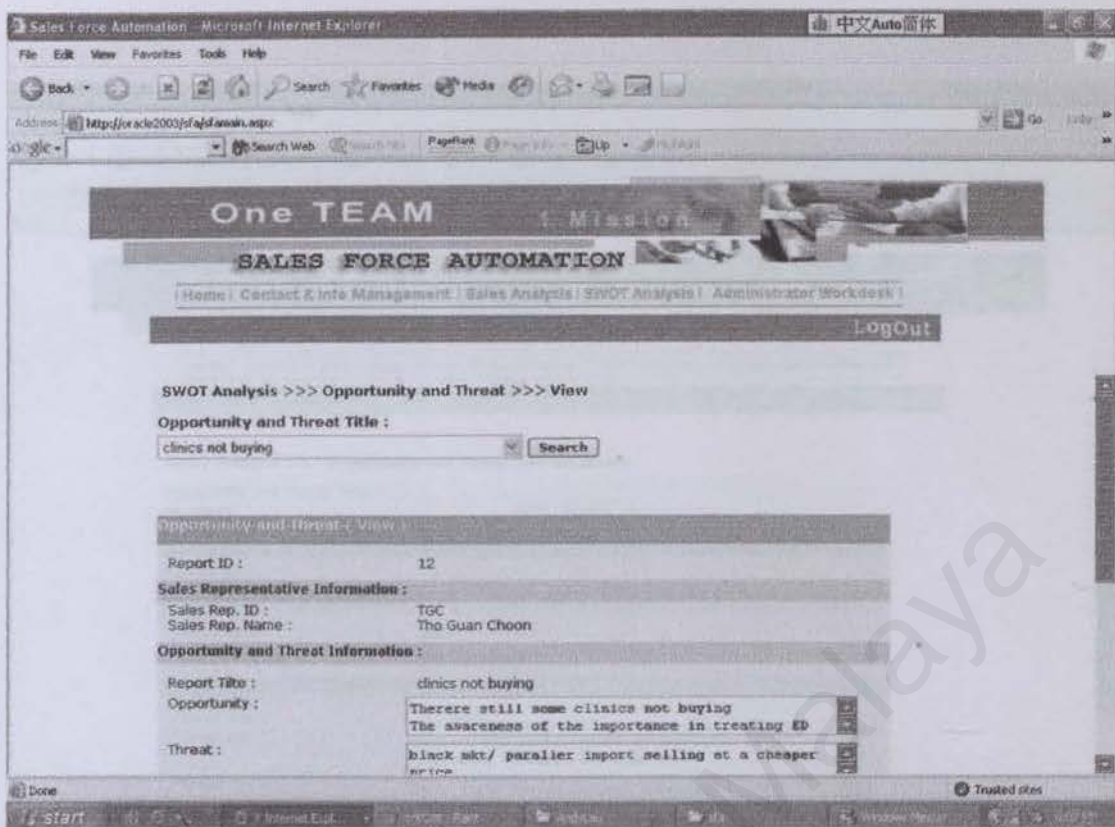 Sales Force Automation - Microsoft Internet Explorer
中文Auto简体
File Edit View Favorites Tools Help
Back Search Favorites Media
Address http://oracle2003/sfa/sfamain.aspx Go
Search Web PageRank Up
One TEAM 1 Mission
SALES FORCE AUTOMATION
| Home | Contact & Info Management | Sales Analysis | SWOT Analysis | Administrator Workdesk |
LogOut
SWOT Analysis >>> Opportunity and Threat >>> View
Opportunity and Threat Title :
clinics not buying Search
Opportunity and Threat ( View )
Report ID : 12
Sales Representative Information :
Sales Rep. ID : TGC
Sales Rep. Name : Tho Guan Choon
Opportunity and Threat Information :
Report Tilte : clinics not buying
Opportunity : Therere still some clinics not buying
The awareness of the importance in treating ED
Threat : black mkt/ paraller import selling at a cheaper
price
Done Trusted sites
start
Malaya